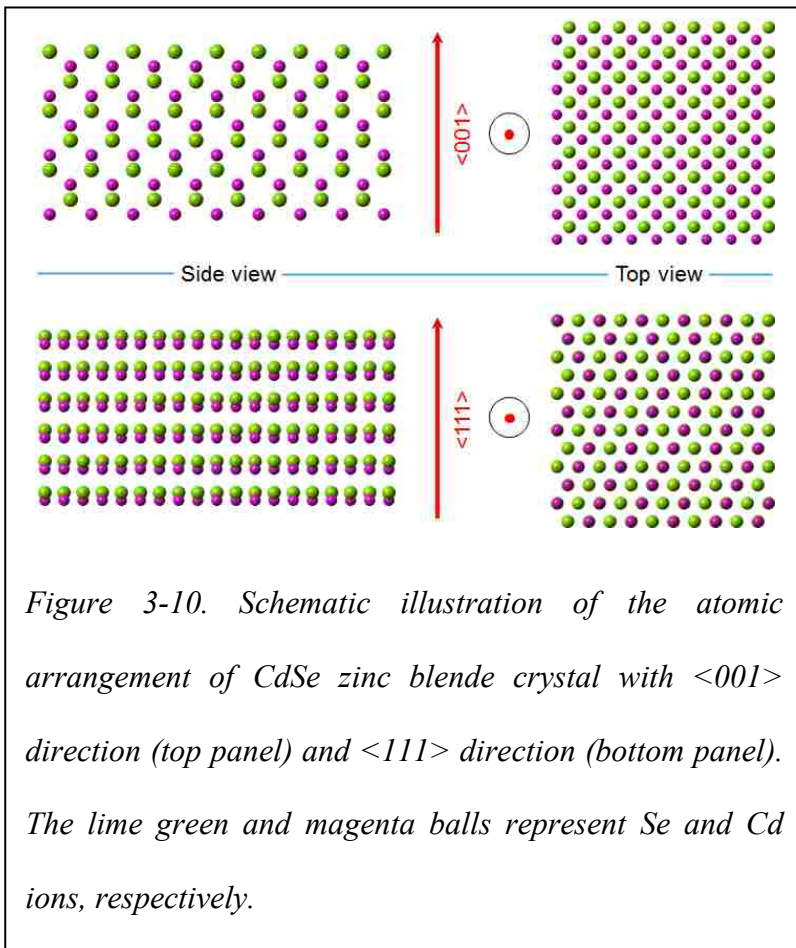 <001>
Side view
Top view
<111>
Figure 3-10. Schematic illustration of the atomic
arrangement of CdSe zinc blende crystal with <001>
direction (top panel) and <111> direction (bottom panel).
The lime green and magenta balls represent Se and Cd
ions, respectively.